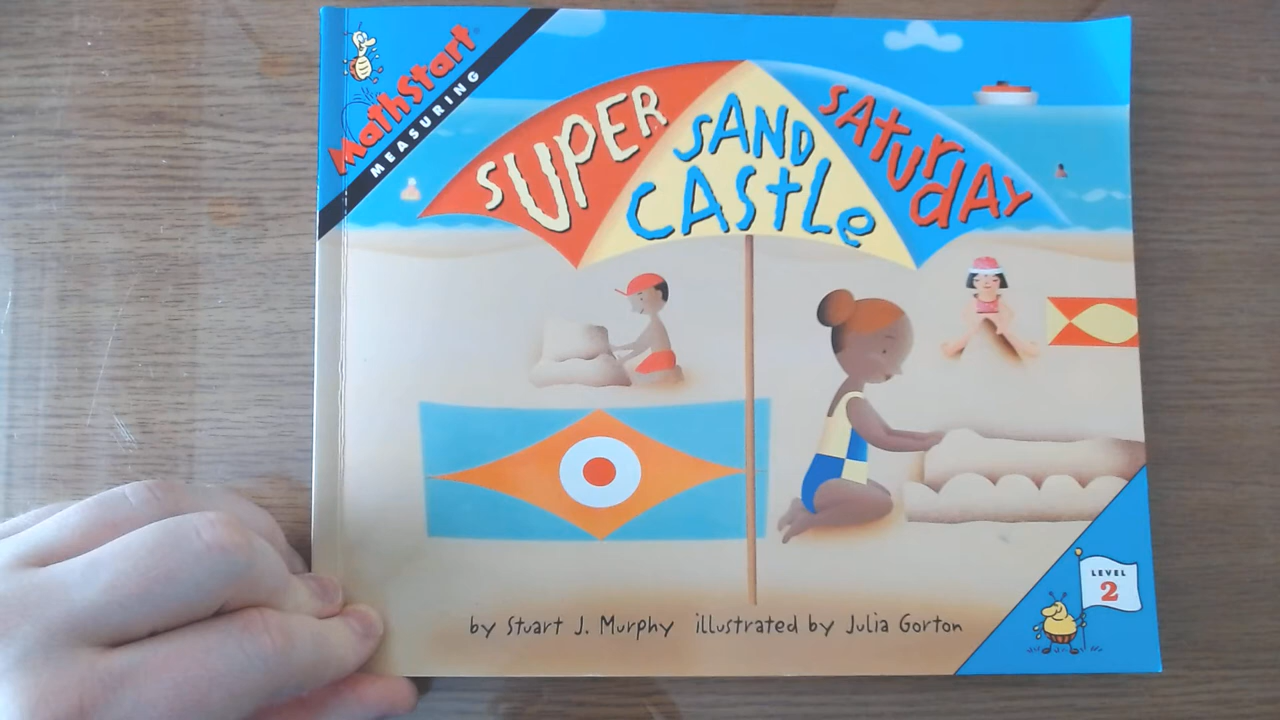 MathStart
MEASURING
SUPER
SAND
CASTLE
SATURDAY
by Stuart J. Murphy illustrated by Julia Gorton
LEVEL
2